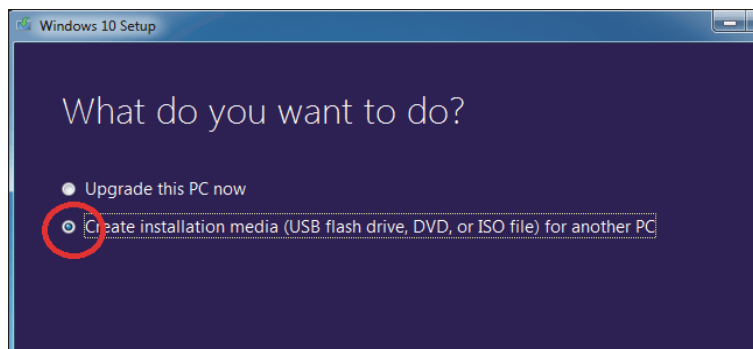 Windows 10 Setup
What do you want to do?
Upgrade this PC now
Create installation media (USB flash drive, DVD, or ISO file) for another PC